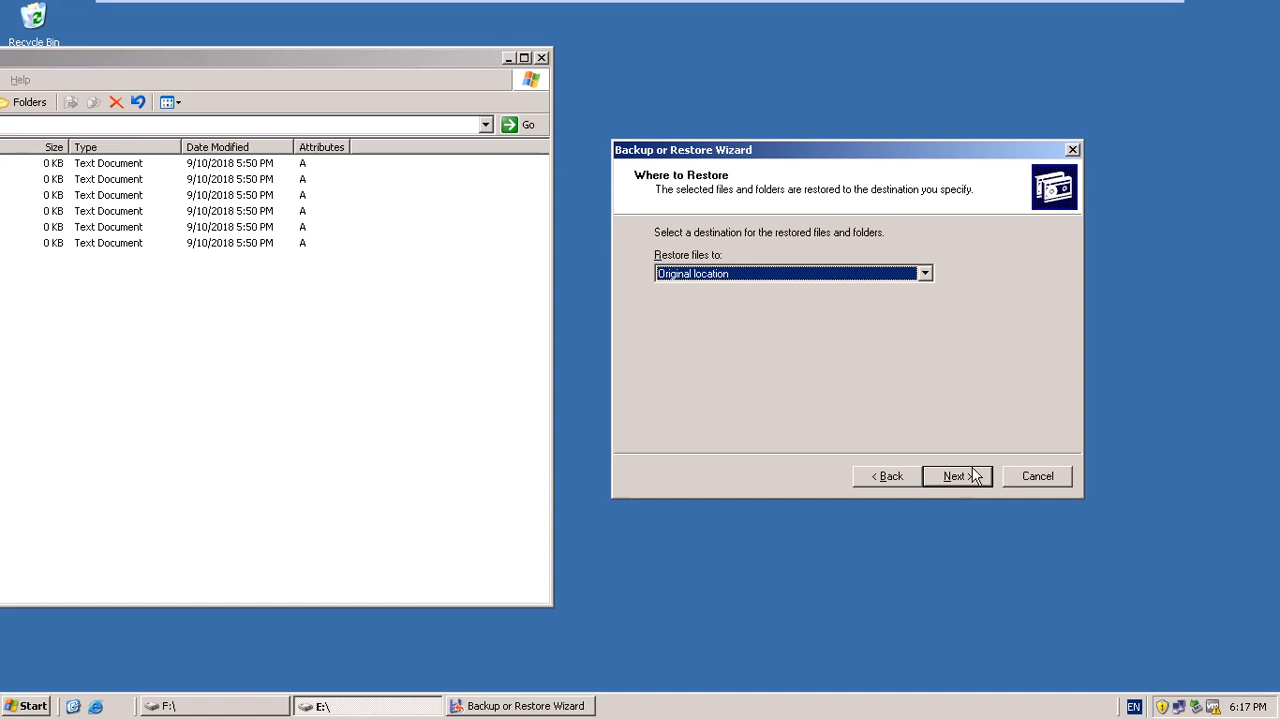 Recycle Bin
Help
Folders
Go
Size Type Date Modified Attributes
0 KB Text Document 9/10/2018 5:50 PM A
0 KB Text Document 9/10/2018 5:50 PM A
0 KB Text Document 9/10/2018 5:50 PM A
0 KB Text Document 9/10/2018 5:50 PM A
0 KB Text Document 9/10/2018 5:50 PM A
0 KB Text Document 9/10/2018 5:50 PM A
Backup or Restore Wizard
Where to Restore
The selected files and folders are restored to the destination you specify.
Select a destination for the restored files and folders.
Restore files to:
Original location
< Back Next > Cancel
Start F:\ E:\ Backup or Restore Wizard EN 6:17 PM